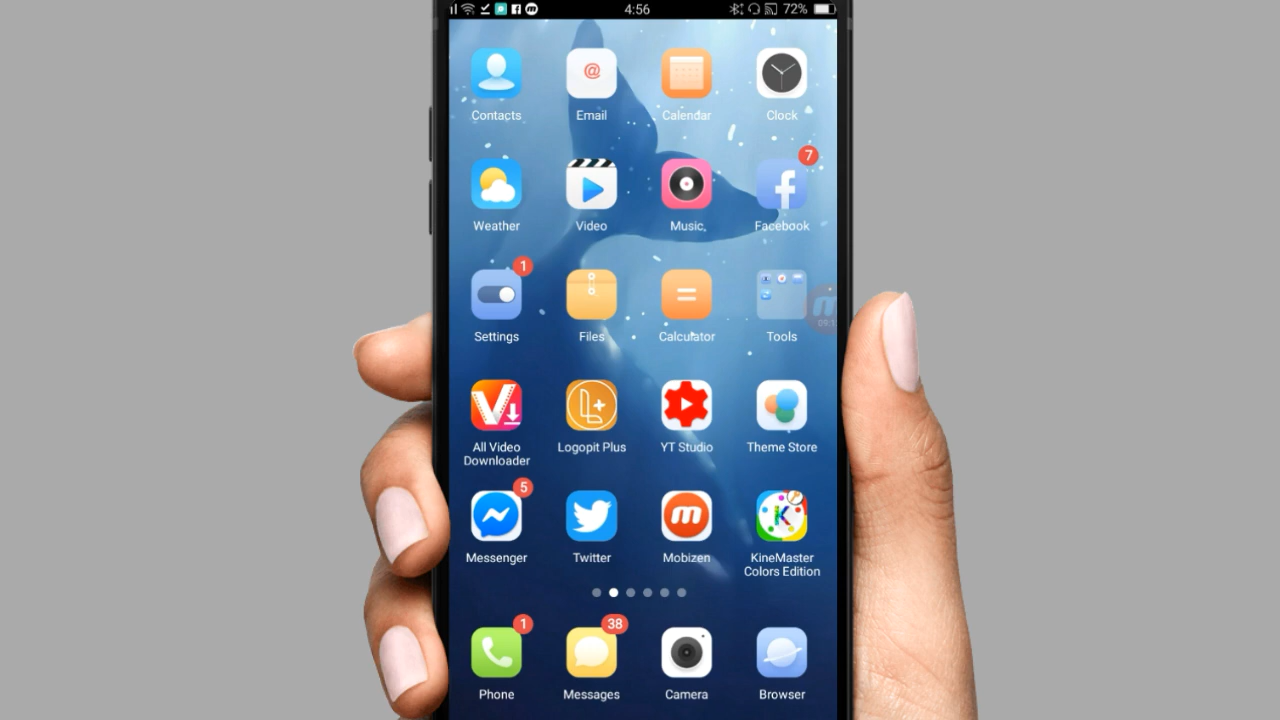 4:56
72%
Contacts
Email
Calendar
Clock
7
Weather
Video
Music
Facebook
1
Settings
Files
Calculator
Tools
All Video
Downloader
Logopit Plus
YT Studio
Theme Store
5
Messenger
Twitter
Mobizen
KineMaster
Colors Edition
1
38
Phone
Messages
Camera
Browser